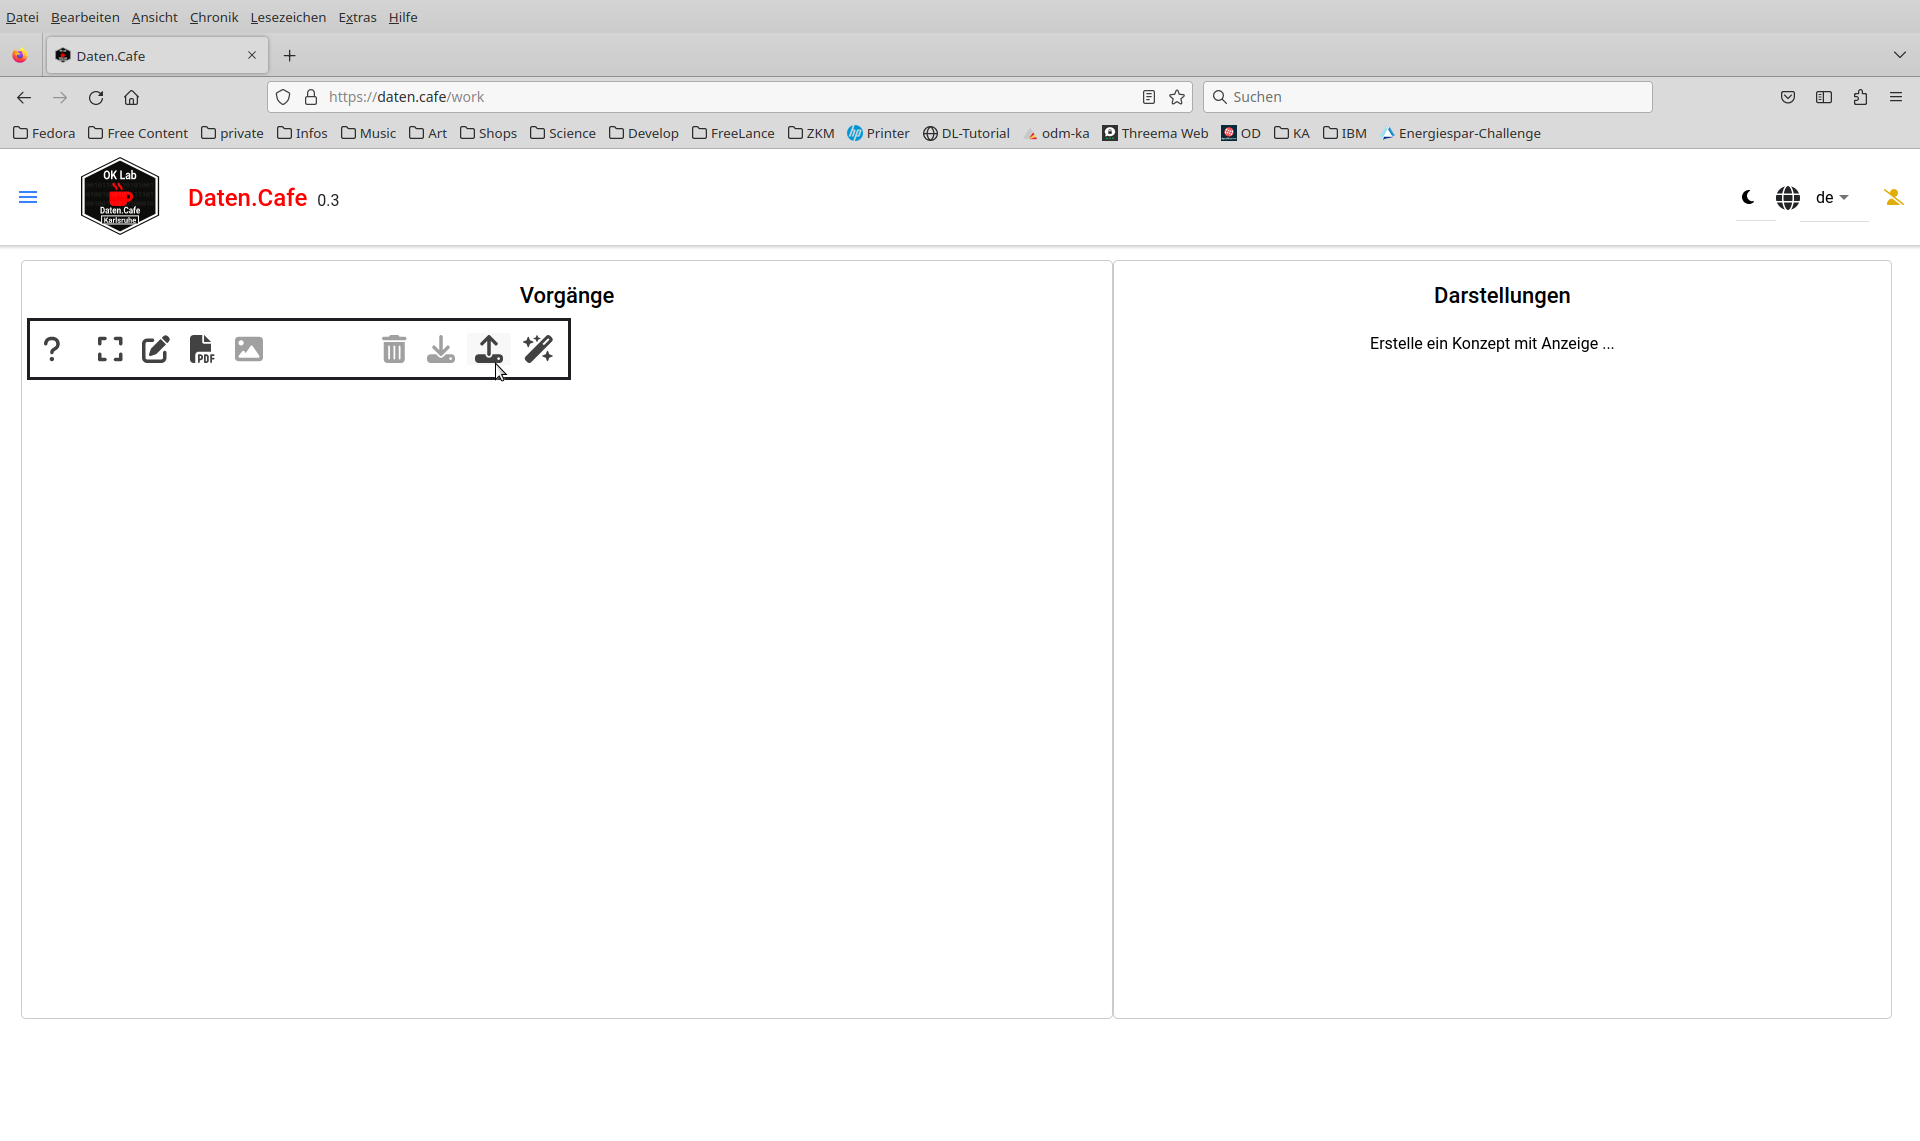 Datei Bearbeiten Ansicht Chronik Lesezeichen Extras Hilfe
Daten.Cafe
https://daten.cafe/work
Suchen
Fedora Free Content private Infos Music Art Shops Science Develop FreeLance ZKM Printer DL-Tutorial odm-ka Threema Web OD KA IBM Energiespar-Challenge
OK Lab
Daten.Cafe
Karlsruhe
Daten.Cafe 0.3
de
Vorgänge
Darstellungen
PDF
Erstelle ein Konzept mit Anzeige ...